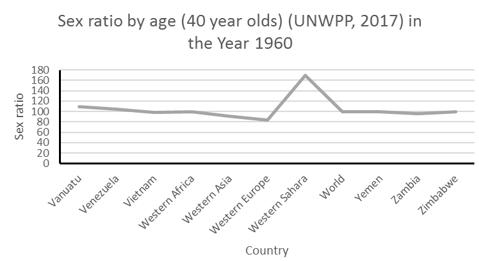 Sex ratio by age (40 year olds) (UNWPP, 2017) in
the Year 1960
180
160
140
120
100
80
60
40
20
0
Sex ratio
Vanuatu
Venezuela
Vietnam
Western Africa
Western Asia
Western Europe
Western Sahara
World
Yemen
Zambia
Zimbabwe
Country